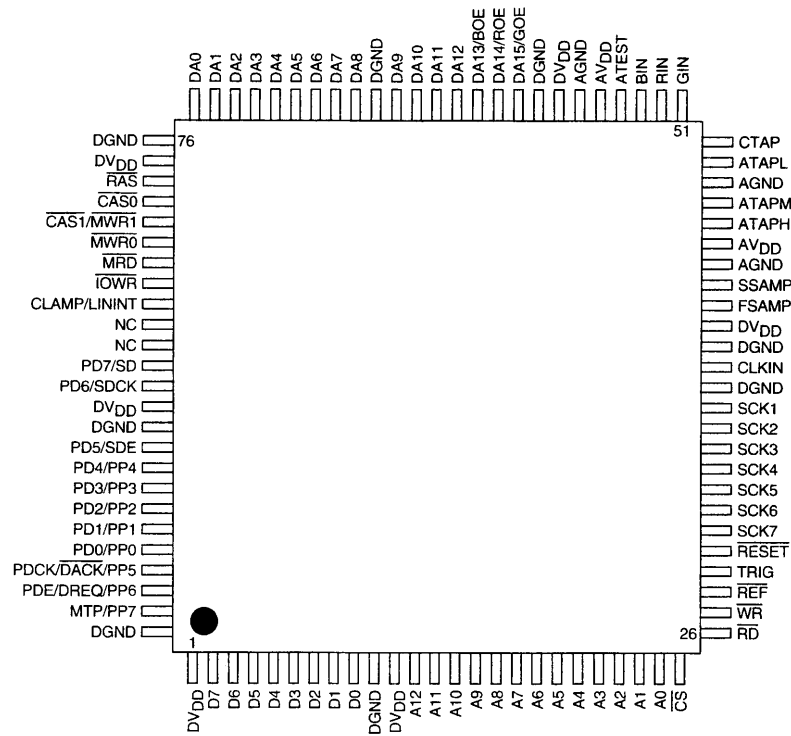 DA0
DA1
DA2
DA3
DA4
DA5
DA6
DA7
DA8
DGND
DA9
DA10
DA11
DA12
DA13/BOE
DA14/ROE
DA15/GOE
DGND
DVDD
AGND
AVDD
ATEST
BIN
RIN
GIN
76
51
DGND
DVDD
RAS
CAS0
CAS1/MWR1
MWR0
MRD
IOWR
CLAMP/LININT
NC
NC
PD7/SD
PD6/SDCK
DVDD
DGND
PD5/SDE
PD4/PP4
PD3/PP3
PD2/PP2
PD1/PP1
PD0/PP0
PDCK/DACK/PP5
PDE/DREQ/PP6
MTP/PP7
DGND
CTAP
ATAPL
AGND
ATAPM
ATAPH
AVDD
AGND
SSAMP
FSAMP
DVDD
DGND
CLKIN
DGND
SCK1
SCK2
SCK3
SCK4
SCK5
SCK6
SCK7
RESET
TRIG
REF
WR
RD
1
26
DVDD
D7
D6
D5
D4
D3
D2
D1
D0
DGND
DVDD
A12
A11
A10
A9
A8
A7
A6
A5
A4
A3
A2
A1
A0
CS